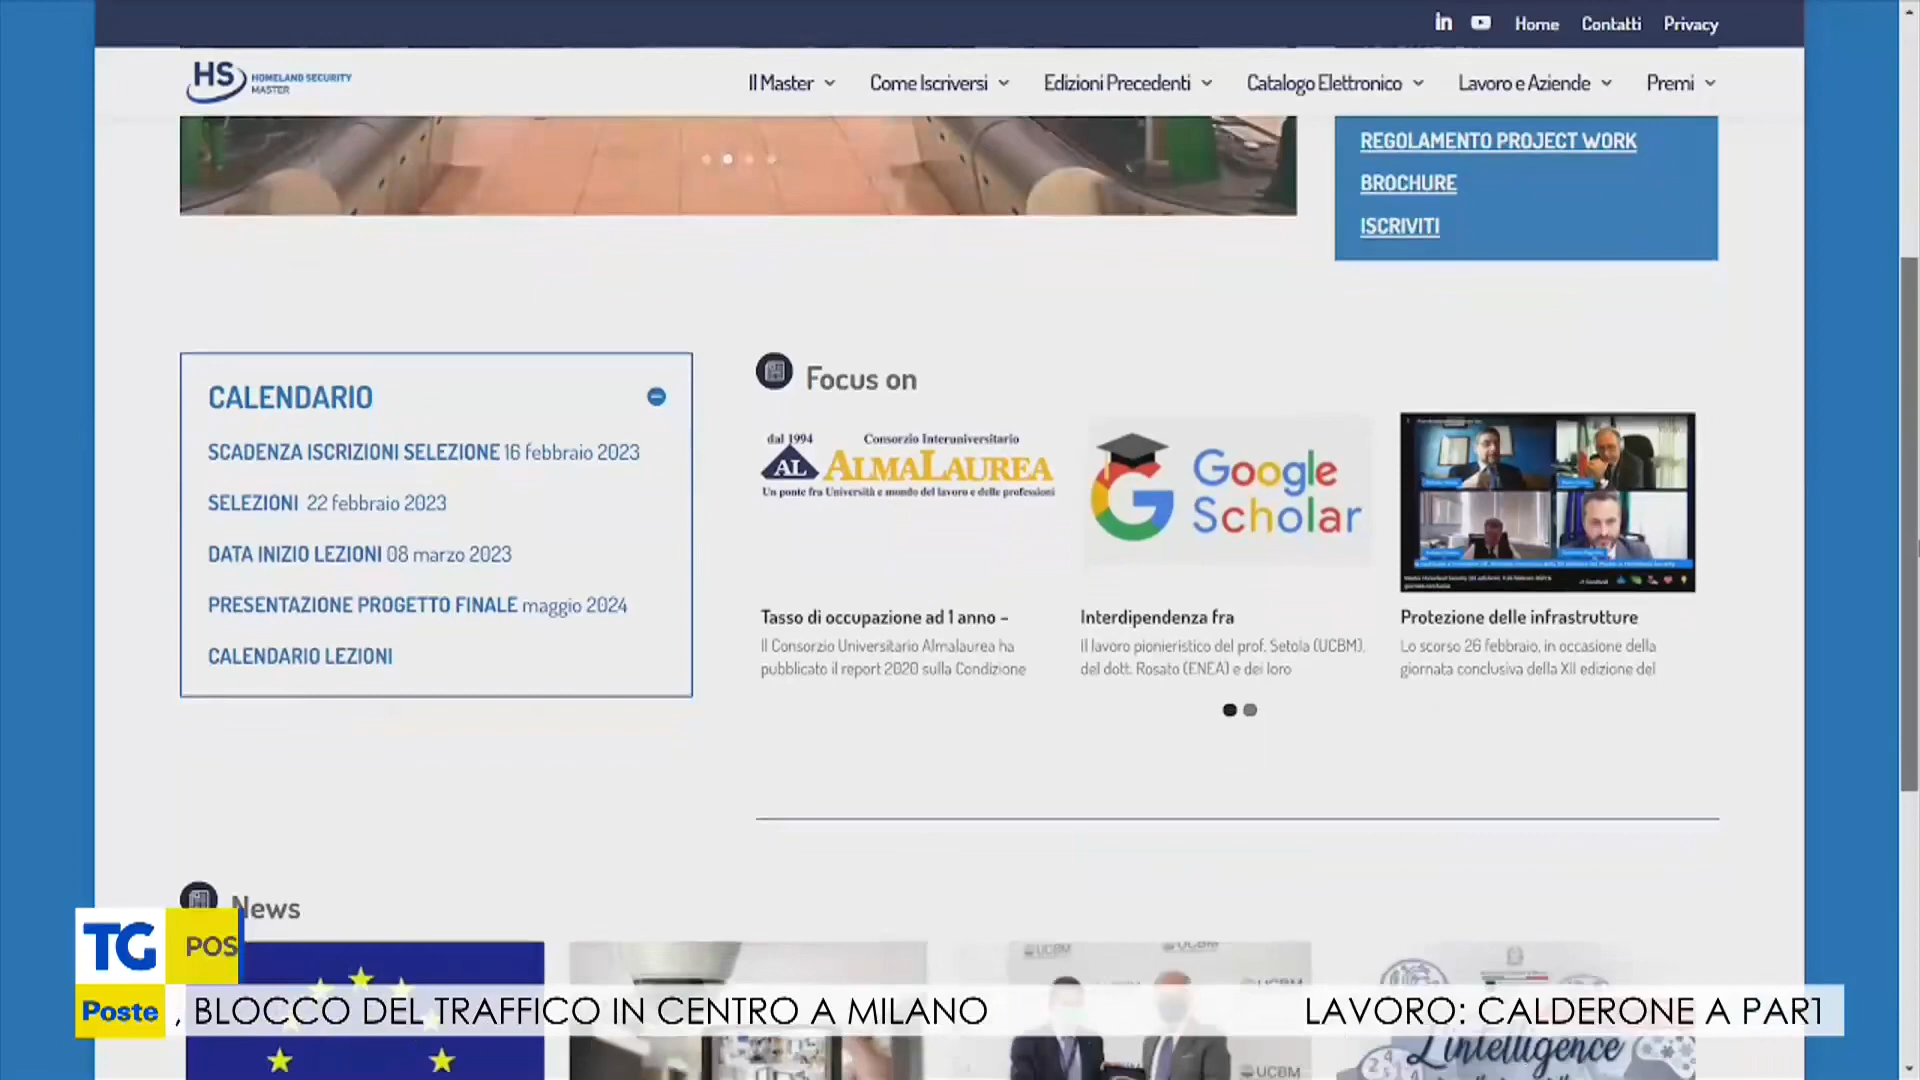 Home Contatti Privacy
HS HOMELAND SECURITY
MASTER
Il Master Come Iscriversi Edizioni Precedenti Catalogo Elettronico Lavoro e Aziende Premi
REGOLAMENTO PROJECT WORK
BROCHURE
ISCRIVITI
CALENDARIO
SCADENZA ISCRIZIONI SELEZIONE 16 febbraio 2023
SELEZIONI 22 febbraio 2023
DATA INIZIO LEZIONI 08 marzo 2023
PRESENTAZIONE PROGETTO FINALE maggio 2024
CALENDARIO LEZIONI
Focus on
dal 1994 Consorzio Interuniversitario
AL ALMALAUREA
Un ponte fra Università e mondo del lavoro e delle professioni
Google
Scholar
Tasso di occupazione ad 1 anno –
Il Consorzio Universitario Almalaurea ha
pubblicato il report 2020 sulla Condizione
Interdipendenza fra
Il lavoro pionieristico del prof. Setola (UCBM),
del dott. Rosato (ENEA) e dei loro
Protezione delle infrastrutture
Lo scorso 26 febbraio, in occasione della
giornata conclusiva della XII edizione del
News
UCBM
UCBM
UCBM
L'intelligence
TG POS
Poste
, BLOCCO DEL TRAFFICO IN CENTRO A MILANO LAVORO: CALDERONE A PART